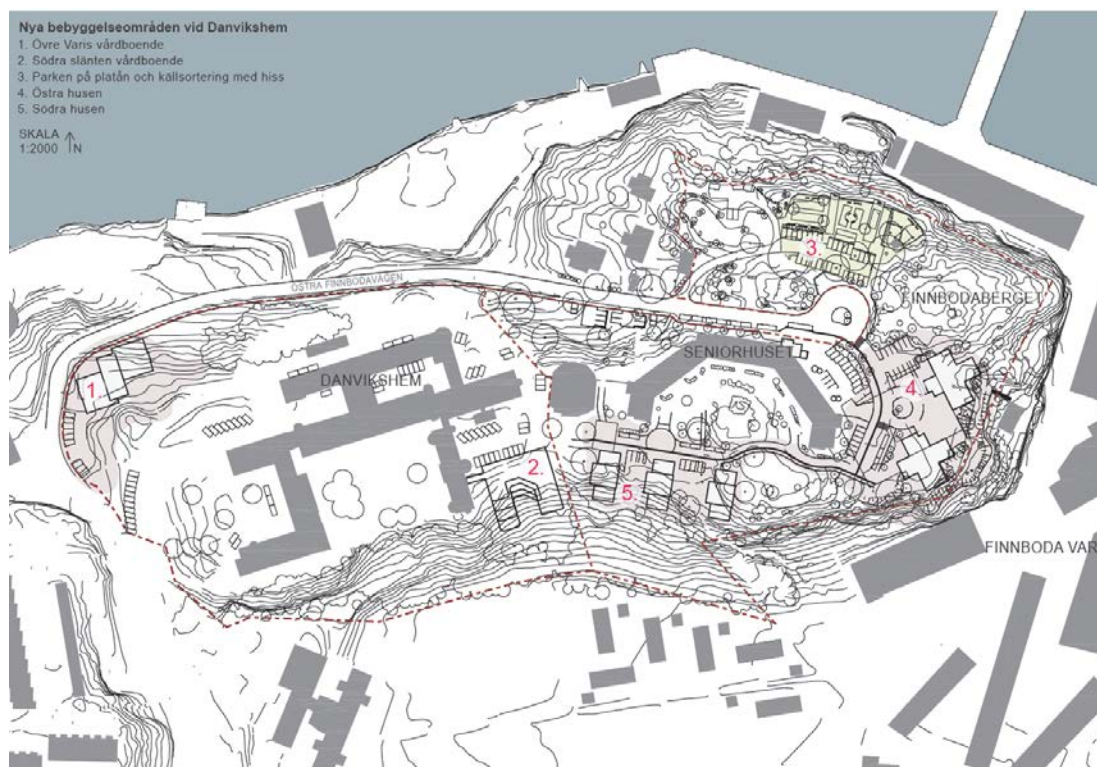 Nya bebyggelseområden vid Danvikshem
1. Övre Varis vårdboende
2. Södra slänten vårdboende
3. Parken på platån och källsortering med hiss
4. Östra husen
5. Södra husen
SKALA
1:2000 N
ÖSTRA FINNBODAVÄGEN
3.
FINNBODABERGET
SENIORHUSET
DANVIKSHEM
1.
4.
2.
5.
FINNBODA VAR